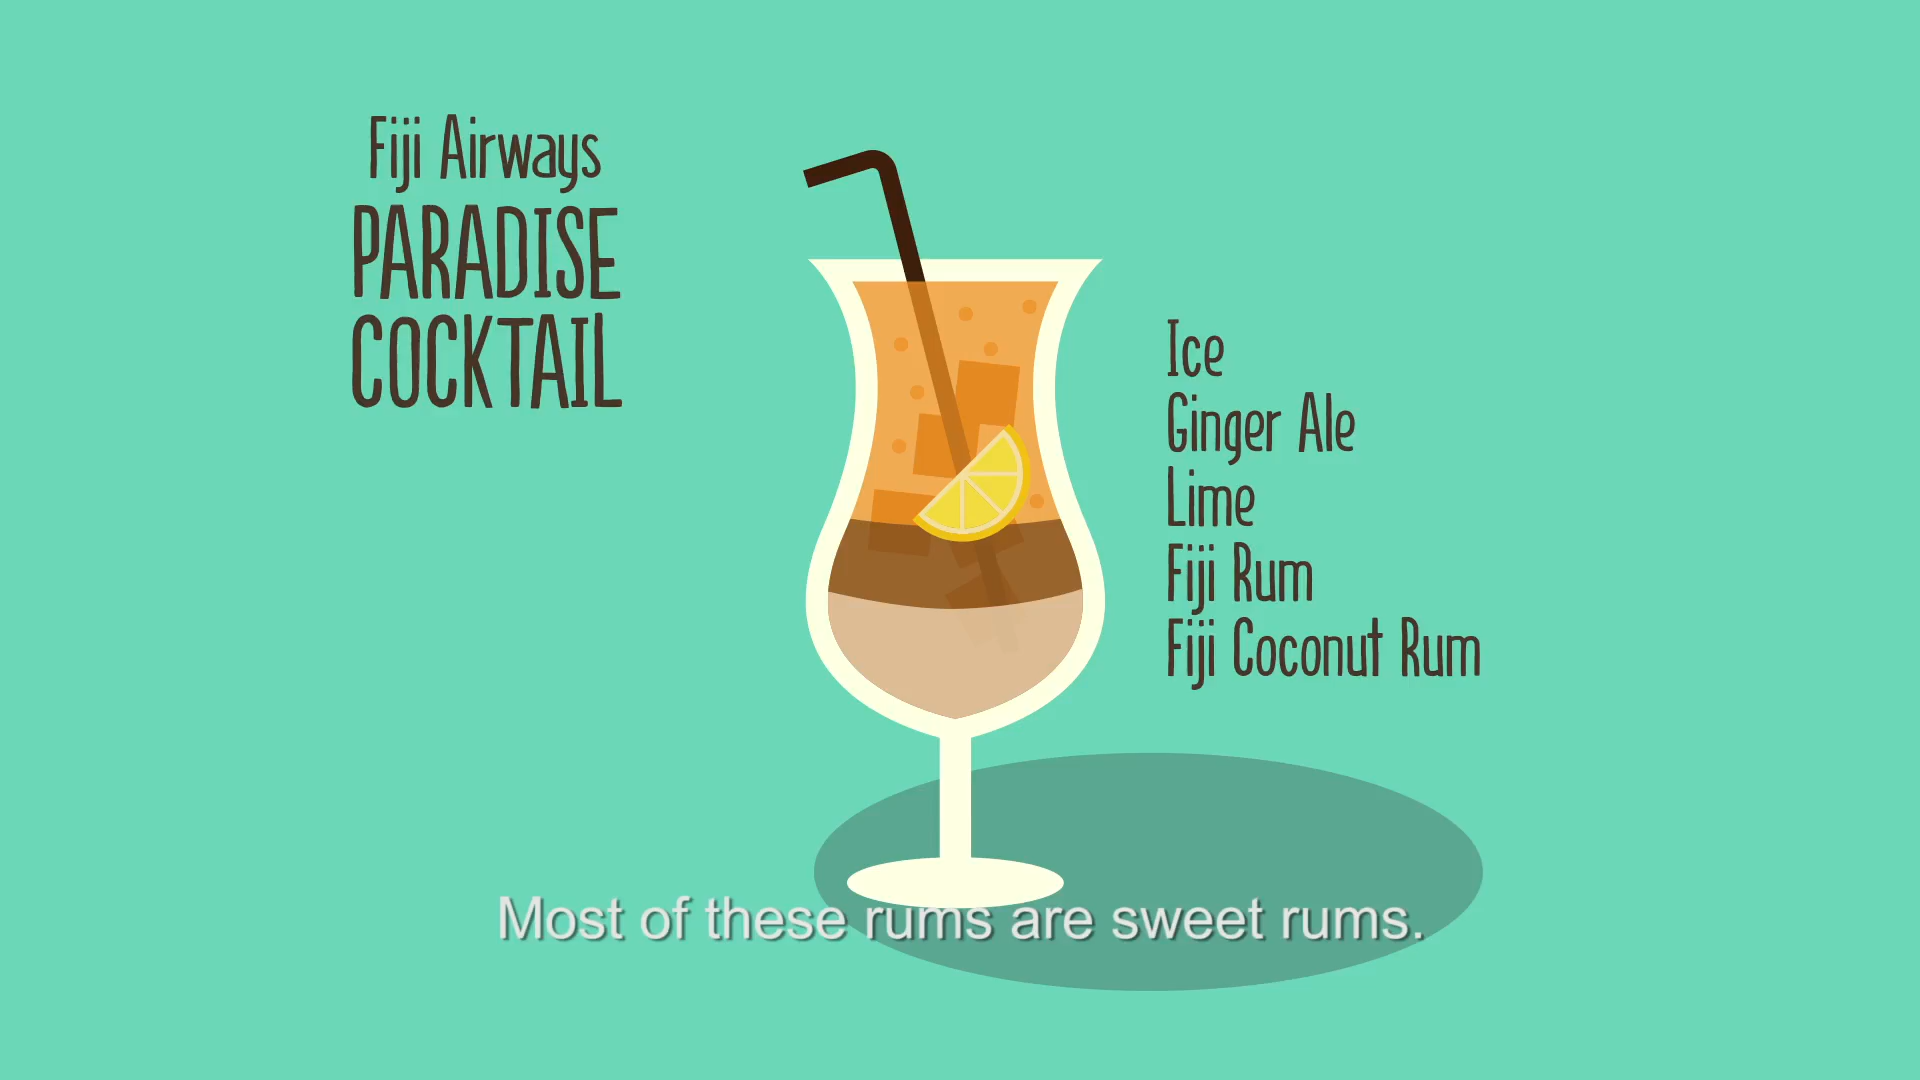 Fiji Airways
PARADISE
COCKTAIL
Ice
Ginger Ale
Lime
Fiji Rum
Fiji Coconut Rum
Most of these rums are sweet rums.